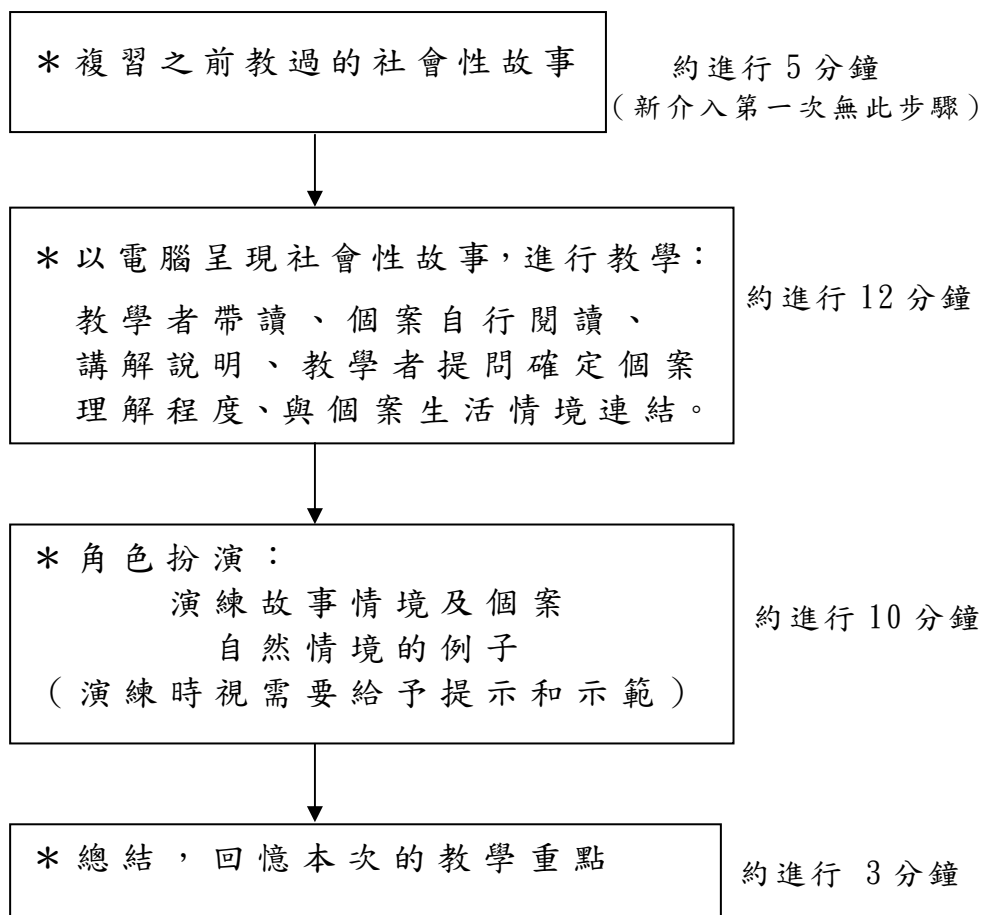 ＊複習之前教過的社會性故事
約進行 5 分鐘
（新介入第一次無此步驟）
＊以電腦呈現社會性故事，進行教學：
教學者帶讀、個案自行閱讀、
講解說明、教學者提問確定個案
理解程度、與個案生活情境連結。
約進行 12 分鐘
＊角色扮演：
演練故事情境及個案
自然情境的例子
（演練時視需要給予提示和示範）
約進行 10 分鐘
＊總結，回憶本次的教學重點
約進行 3 分鐘